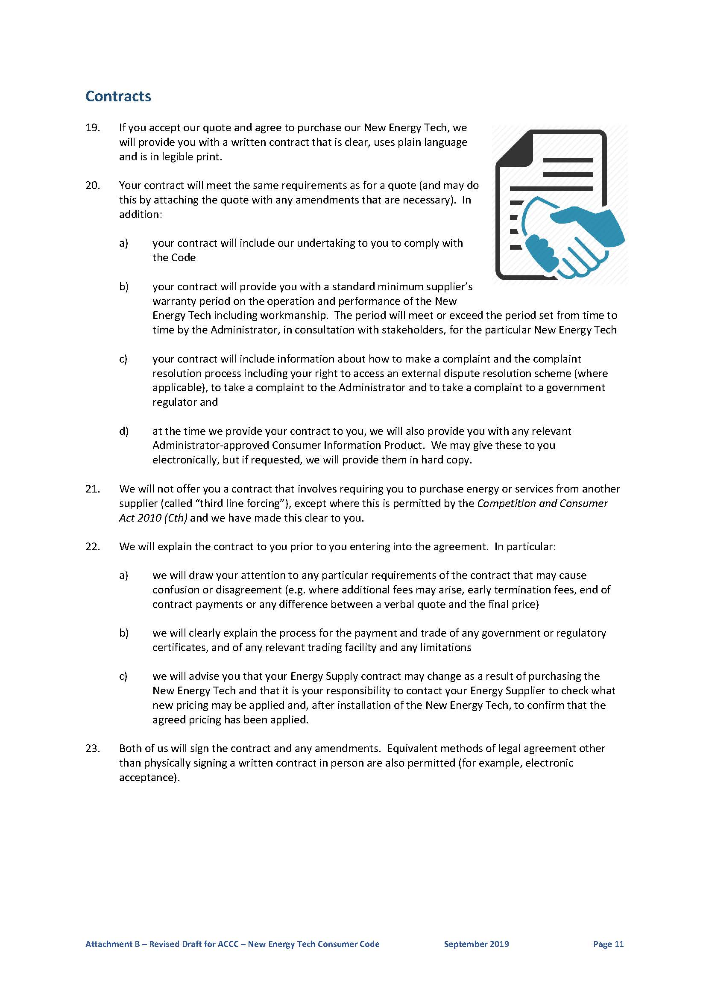 Contracts
19. If you accept our quote and agree to purchase our New Energy Tech, we
will provide you with a written contract that is clear, uses plain language
and is in legible print.
20. Your contract will meet the same requirements as for a quote (and may do
this by attaching the quote with any amendments that are necessary).  In
addition:
a) your contract will include our undertaking to you to comply with
the Code
b) your contract will provide you with a standard minimum supplier’s
warranty period on the operation and performance of the New
Energy Tech including workmanship.  The period will meet or exceed the period set from time to
time by the Administrator, in consultation with stakeholders, for the particular New Energy Tech
c) your contract will include information about how to make a complaint and the complaint
resolution process including your right to access an external dispute resolution scheme (where
applicable), to take a complaint to the Administrator and to take a complaint to a government
regulator and
d) at the time we provide your contract to you, we will also provide you with any relevant
Administrator-approved Consumer Information Product.  We may give these to you
electronically, but if requested, we will provide them in hard copy.
21. We will not offer you a contract that involves requiring you to purchase energy or services from another
supplier (called “third line forcing”), except where this is permitted by the Competition and Consumer
Act 2010 (Cth) and we have made this clear to you.
22. We will explain the contract to you prior to you entering into the agreement.  In particular:
a) we will draw your attention to any particular requirements of the contract that may cause
confusion or disagreement (e.g. where additional fees may arise, early termination fees, end of
contract payments or any difference between a verbal quote and the final price)
b) we will clearly explain the process for the payment and trade of any government or regulatory
certificates, and of any relevant trading facility and any limitations
c) we will advise you that your Energy Supply contract may change as a result of purchasing the
New Energy Tech and that it is your responsibility to contact your Energy Supplier to check what
new pricing may be applied and, after installation of the New Energy Tech, to confirm that the
agreed pricing has been applied.
23. Both of us will sign the contract and any amendments.  Equivalent methods of legal agreement other
than physically signing a written contract in person are also permitted (for example, electronic
acceptance).
Attachment B – Revised Draft for ACCC – New Energy Tech Consumer Code September 2019 Page 11